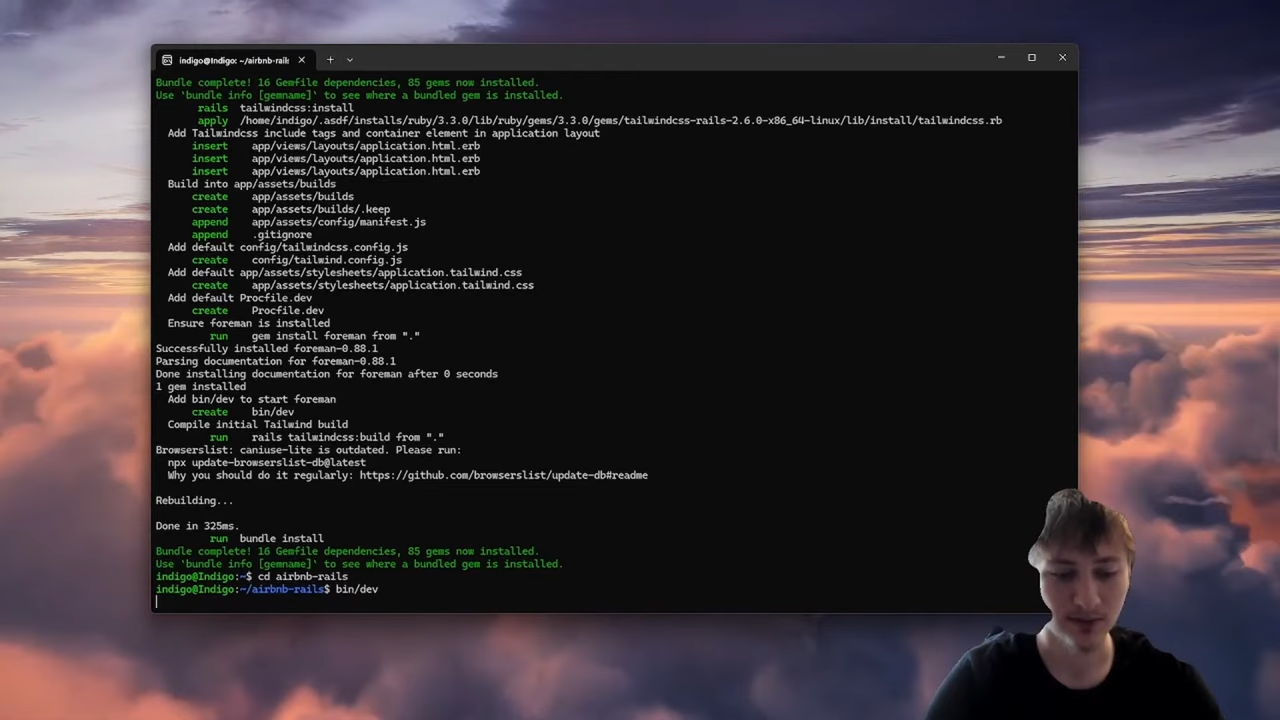 indigo@Indigo: ~/airbnb-rails
Bundle complete! 16 Gemfile dependencies, 85 gems now installed.
Use `bundle info [gemname]` to see where a bundled gem is installed.
rails tailwindcss:install
apply /home/indigo/.asdf/installs/ruby/3.3.0/lib/ruby/gems/3.3.0/gems/tailwindcss-rails-2.6.0-x86_64-linux/lib/install/tailwindcss.rb
Add Tailwindcss include tags and container element in application layout
insert app/views/layouts/application.html.erb
insert app/views/layouts/application.html.erb
insert app/views/layouts/application.html.erb
Build into app/assets/builds
create app/assets/builds
create app/assets/builds/.keep
append app/assets/config/manifest.js
append .gitignore
Add default config/tailwindcss.config.js
create config/tailwind.config.js
Add default app/assets/stylesheets/application.tailwind.css
create app/assets/stylesheets/application.tailwind.css
Add default Procfile.dev
create Procfile.dev
Ensure foreman is installed
run gem install foreman from "."
Successfully installed foreman-0.88.1
Parsing documentation for foreman-0.88.1
Done installing documentation for foreman after 0 seconds
1 gem installed
Add bin/dev to start foreman
create bin/dev
Compile initial Tailwind build
run rails tailwindcss:build from "."
Browserslist: caniuse-lite is outdated. Please run:
npx update-browserslist-db@latest
Why you should do it regularly: https://github.com/browserslist/update-db#readme
Rebuilding...
Done in 325ms.
run bundle install
Bundle complete! 16 Gemfile dependencies, 85 gems now installed.
Use `bundle info [gemname]` to see where a bundled gem is installed.
indigo@Indigo:~$ cd airbnb-rails
indigo@Indigo:~/airbnb-rails$ bin/dev